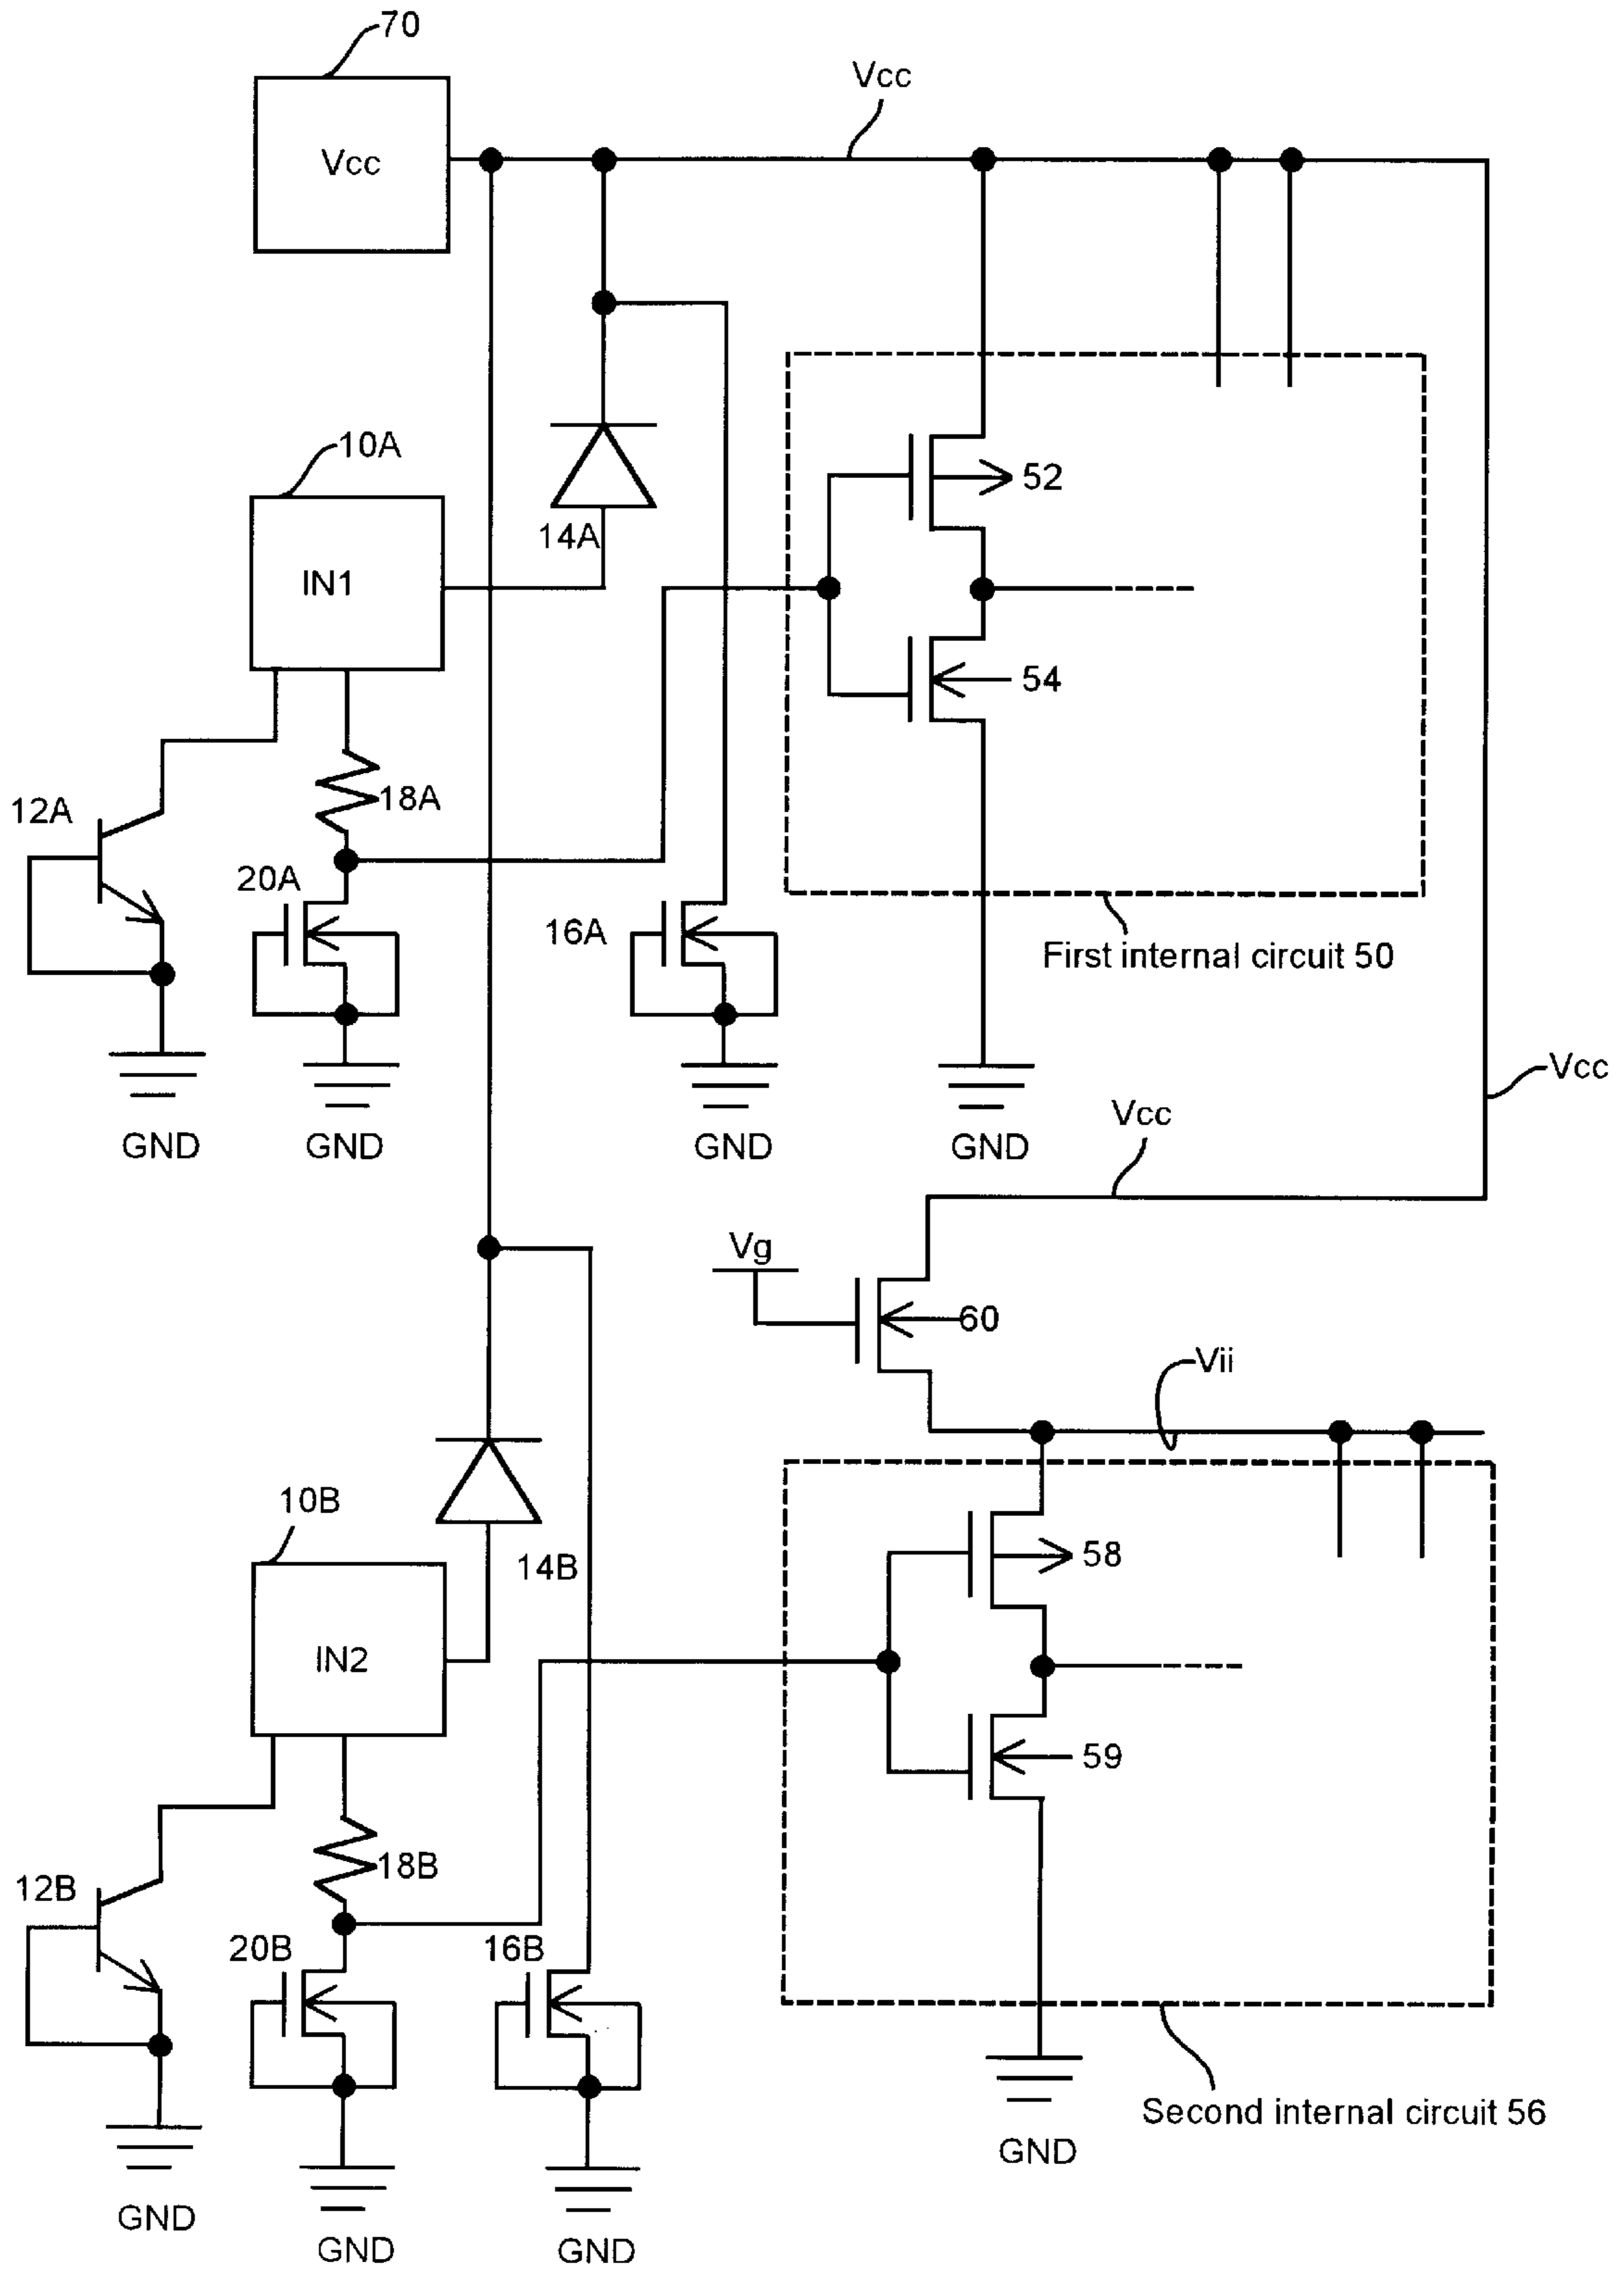 70
Vcc
Vcc
10A
52
14A
IN1
54
18A
12A
20A
16A
First internal circuit 50
Vcc
Vcc
GND
GND
GND
GND
Vg
60
Vii
10B
58
14B
IN2
59
18B
12B
20B
16B
Second internal circuit 56
GND
GND
GND
GND